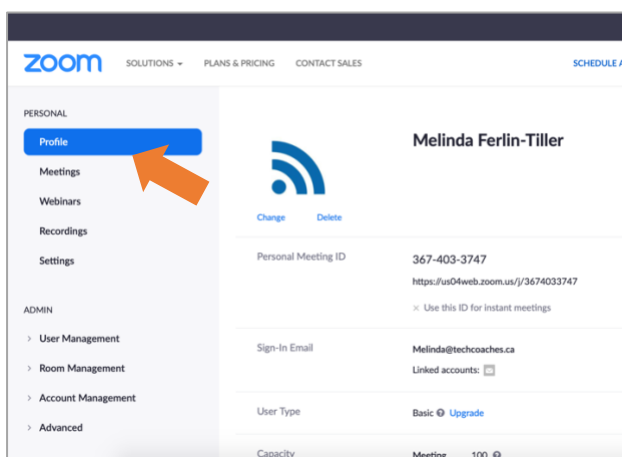 zoom SOLUTIONS PLANS & PRICING CONTACT SALES SCHEDULE A
PERSONAL
Profile
Meetings
Webinars
Recordings
Settings
ADMIN
User Management
Room Management
Account Management
Advanced
Melinda Ferlin-Tiller
Change Delete
Personal Meeting ID 367-403-3747
https://us04web.zoom.us/j/3674033747
× Use this ID for instant meetings
Sign-In Email Melinda@techcoaches.ca
Linked accounts:
User Type Basic Upgrade
Capacity Meeting 100